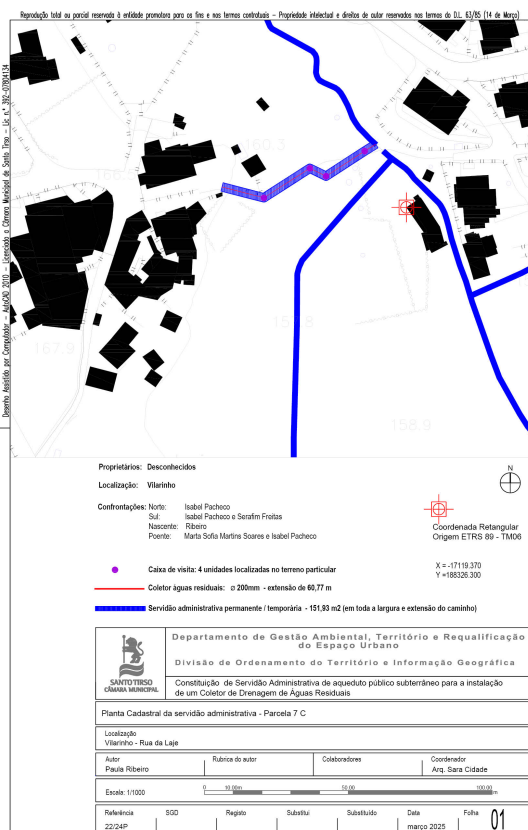 Reprodução total ou parcial reservada à entidade promotora para os fins e nos termos contratuais - Propriedade intelectual e direitos de autor reservados nos termos do D.L. 63/85 (14 de Março)
Desenho Assistido por Computador - AutoCAD 2010 - Licenciado a Câmara Municipal de Santo Tirso - Lic n.º 392-07804134
160.3
167.9
158.9
Proprietários: Desconhecidos
Localização: Vilarinho
Confrontações: Norte: Isabel Pacheco
Sul: Isabel Pacheco e Serafim Freitas
Nascente: Ribeiro
Poente: Marta Sofia Martins Soares e Isabel Pacheco
N
Coordenada Retangular
Origem ETRS 89 - TM06
X = -17119.370
Y =188326.300
Caixa de visita: 4 unidades localizadas no terreno particular
Coletor àguas residuais: ⌀ 200mm - extensão de 60,77 m
Servidão administrativa permanente / temporária - 151,93 m2 (em toda a largura e extensão do caminho)
SANTO TIRSO
CÂMARA MUNICIPAL
Departamento de Gestão Ambiental, Território e Requalificação
do Espaço Urbano
Divisão de Ordenamento do Território e Informação Geográfica
Constituição de Servidão Administrativa de aqueduto público subterrâneo para a instalação
de um Coletor de Drenagem de Águas Residuais
Planta Cadastral da servidão administrativa - Parcela 7 C
Localização
Vilarinho - Rua da Laje
Autor
Paula Ribeiro
Rubrica do autor
Colaboradores
Coordenador
Arq. Sara Cidade
Escala: 1/1000
0 10.00m 50.00 100.00 m
Referência SGD Registo Substitui Substituído Data Folha 01
22/24P março 2025